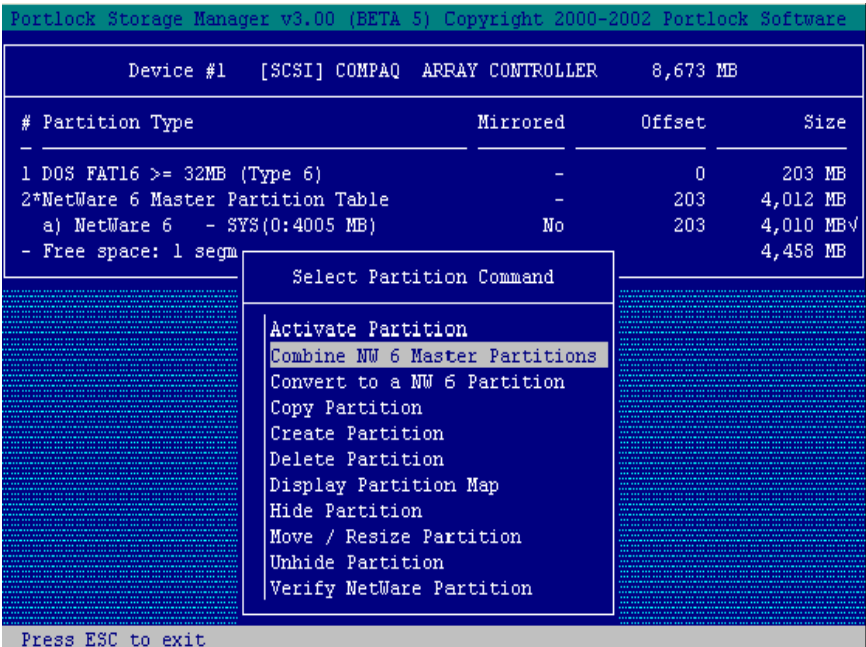 Portlock Storage Manager v3.00 (BETA 5) Copyright 2000-2002 Portlock Software
Device #1 [SCSI] COMPAQ ARRAY CONTROLLER 8,673 MB
# Partition Type Mirrored Offset Size
1 DOS FAT16 >= 32MB (Type 6) - 0 203 MB
2*NetWare 6 Master Partition Table - 203 4,012 MB
a) NetWare 6 - SYS(0:4005 MB) No 203 4,010 MB√
- Free space: 1 segm 4,458 MB
Select Partition Command
Activate Partition
Combine NW 6 Master Partitions
Convert to a NW 6 Partition
Copy Partition
Create Partition
Delete Partition
Display Partition Map
Hide Partition
Move / Resize Partition
Unhide Partition
Verify NetWare Partition
Press ESC to exit